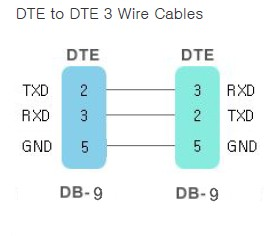 DTE to DTE 3 Wire Cables
DTE DTE
TXD 2 3 RXD
RXD 3 2 TXD
GND 5 5 GND
DB-9 DB-9